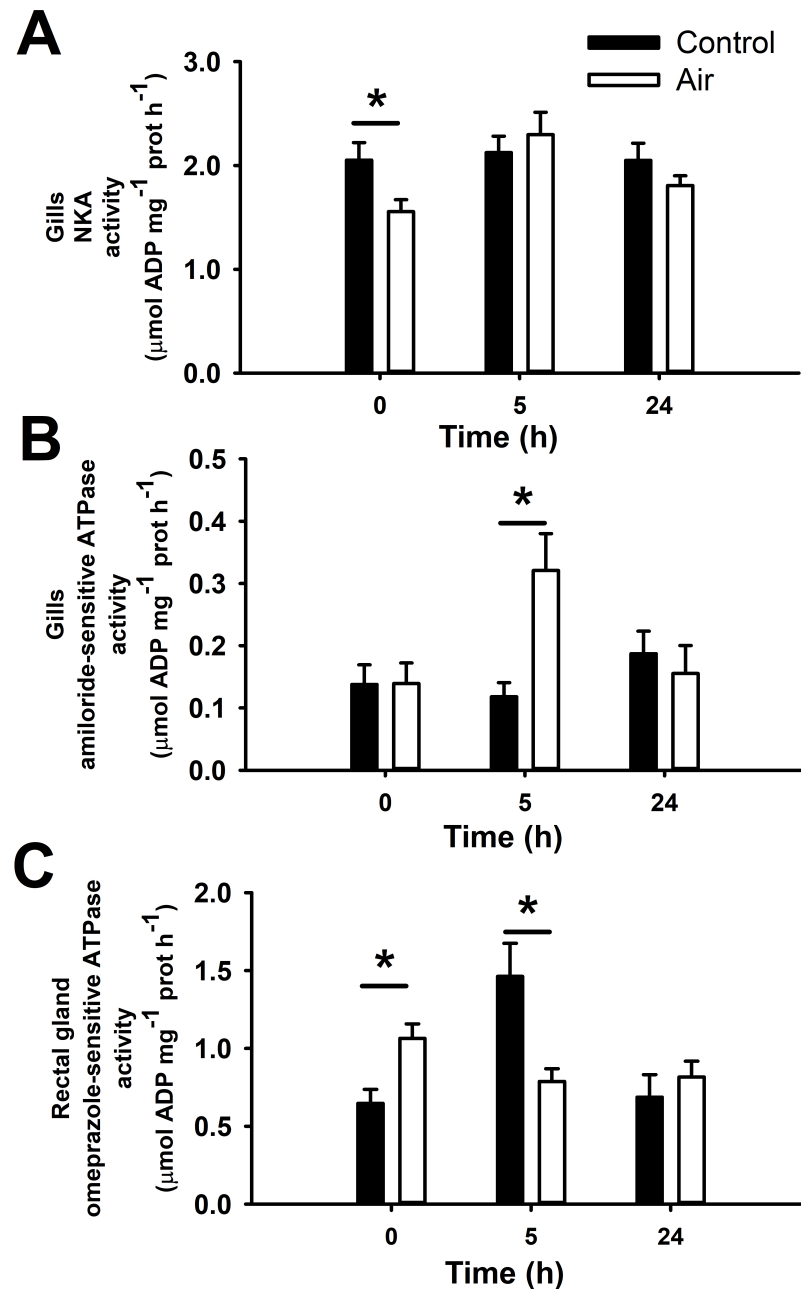 A
Control
Air
3.0
2.0
1.0
0.0
*
Gills
NKA
activity
(μmol ADP mg-1 prot h-1)
0 5 24
Time (h)
B
0.5
0.4
0.3
0.2
0.1
0.0
*
Gills
amiloride-sensitive ATPase
activity
(μmol ADP mg-1 prot h-1)
0 5 24
Time (h)
C
2.0
1.5
1.0
0.5
0.0
* *
Rectal gland
omeprazole-sensitive ATPase
activity
(μmol ADP mg-1 prot h-1)
0 5 24
Time (h)